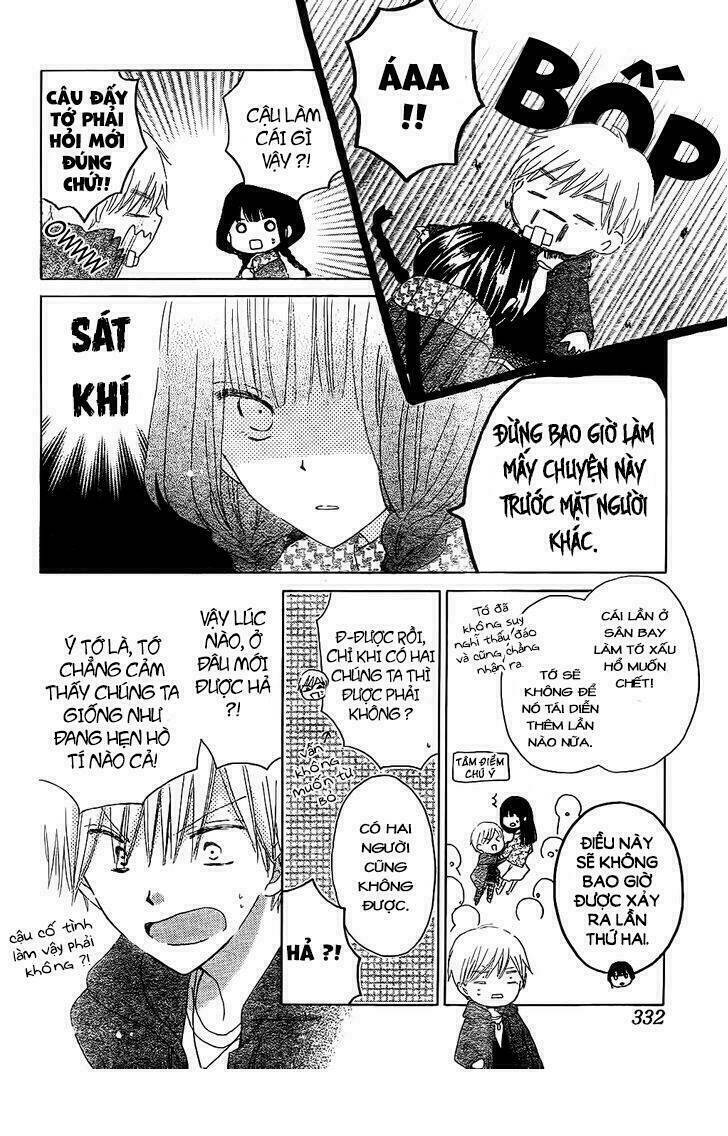 BỐP
ÁAA
!!
CẬU LÀM
CÁI GÌ
VẬY ?!
CÂU ĐẤY
TỚ PHẢI
HỎI MỚI
ĐÚNG
CHỨ!!
OWWW
SÁT
KHÍ
ĐỪNG BAO GIỜ LÀM
MẤY CHUYỆN NÀY
TRƯỚC MẶT NGƯỜI
KHÁC.
CÁI LẦN Ở
SÂN BAY
LÀM TỚ XẤU
HỔ MUỐN
CHẾT!
Tớ đã
không suy
nghĩ thấu đáo
và cũng chẳng
nhận ra
TỚ SẼ
KHÔNG ĐỂ
NÓ TÁI DIỄN
THÊM LẦN
NÀO NỮA.
TÂM ĐIỂM
CHÚ Ý
ĐIỀU NÀY
SẼ KHÔNG
BAO GIỜ
ĐƯỢC XẢY
RA LẦN
THỨ HAI.
Đ-ĐƯỢC RỒI,
CHỈ KHI CÓ HAI
CHÚNG TA THÌ
ĐƯỢC PHẢI
KHÔNG ?
vẫn
không
muốn từ
bỏ
CÓ HAI
NGƯỜI
CŨNG
KHÔNG
ĐƯỢC.
HẢ ?!
VẬY LÚC
NÀO, Ở
ĐÂU MỚI
ĐƯỢC HẢ
?!
Ý TỚ LÀ, TỚ
CHẲNG CẢM
THẤY CHÚNG TA
GIỐNG NHƯ
ĐANG HẸN HÒ
TÍ NÀO CẢ!
cậu cố tình
làm vậy phải
không ?!
332